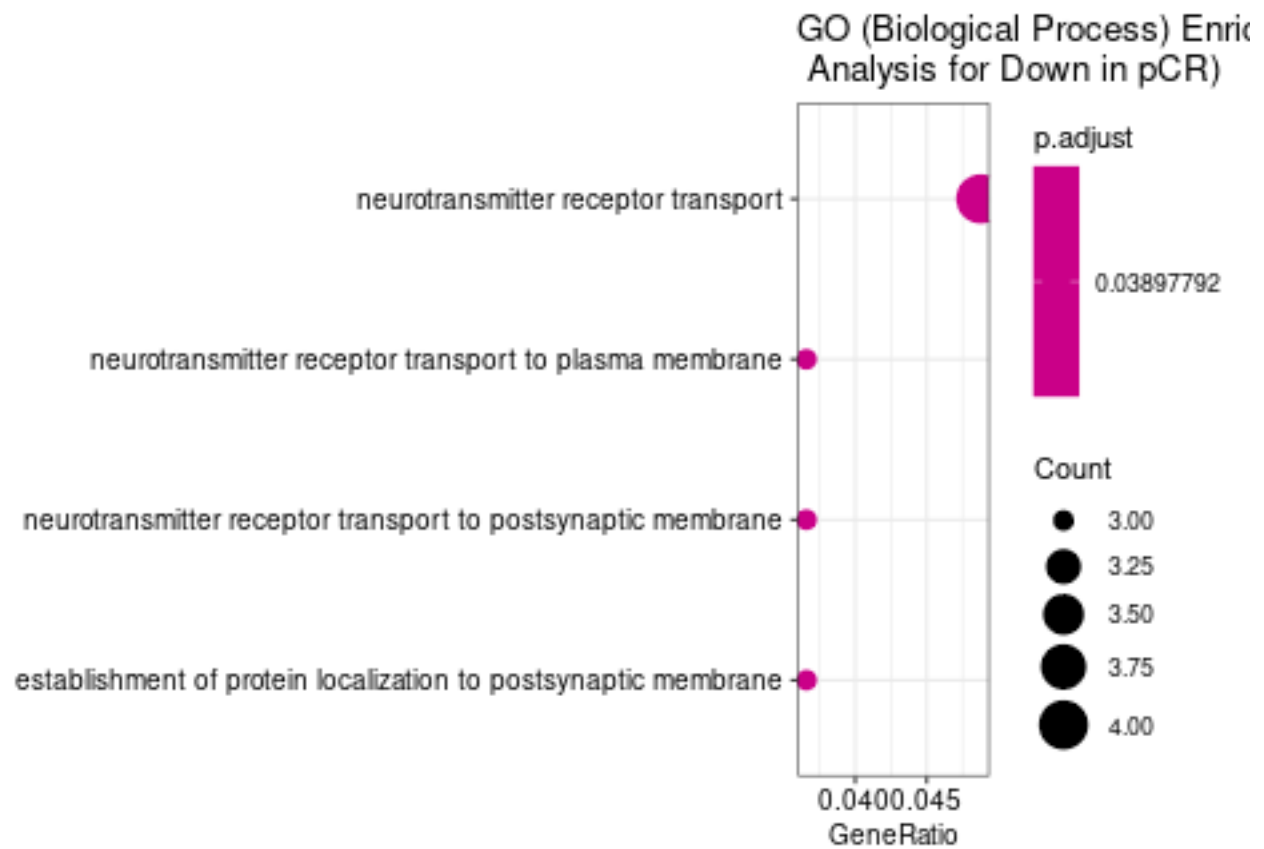 GO (Biological Process) Enric
Analysis for Down in pCR)
neurotransmitter receptor transport
neurotransmitter receptor transport to plasma membrane
neurotransmitter receptor transport to postsynaptic membrane
establishment of protein localization to postsynaptic membrane
0.0400.045
GeneRatio
p.adjust
0.03897792
Count
3.00
3.25
3.50
3.75
4.00